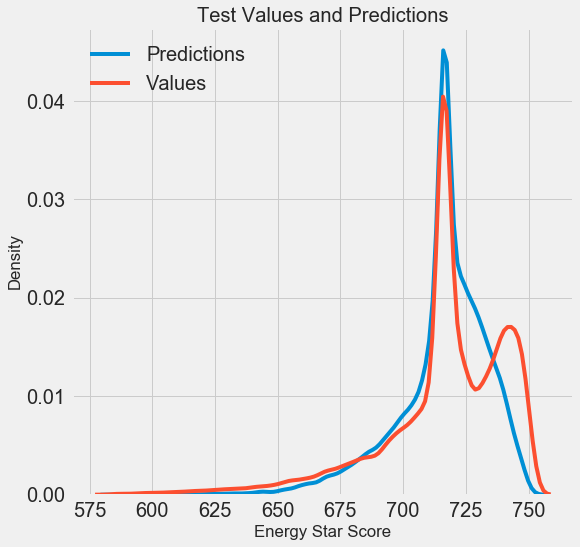 Test Values and Predictions
Predictions
Values
0.04
0.03
0.02
0.01
0.00
Density
575 600 625 650 675 700 725 750
Energy Star Score